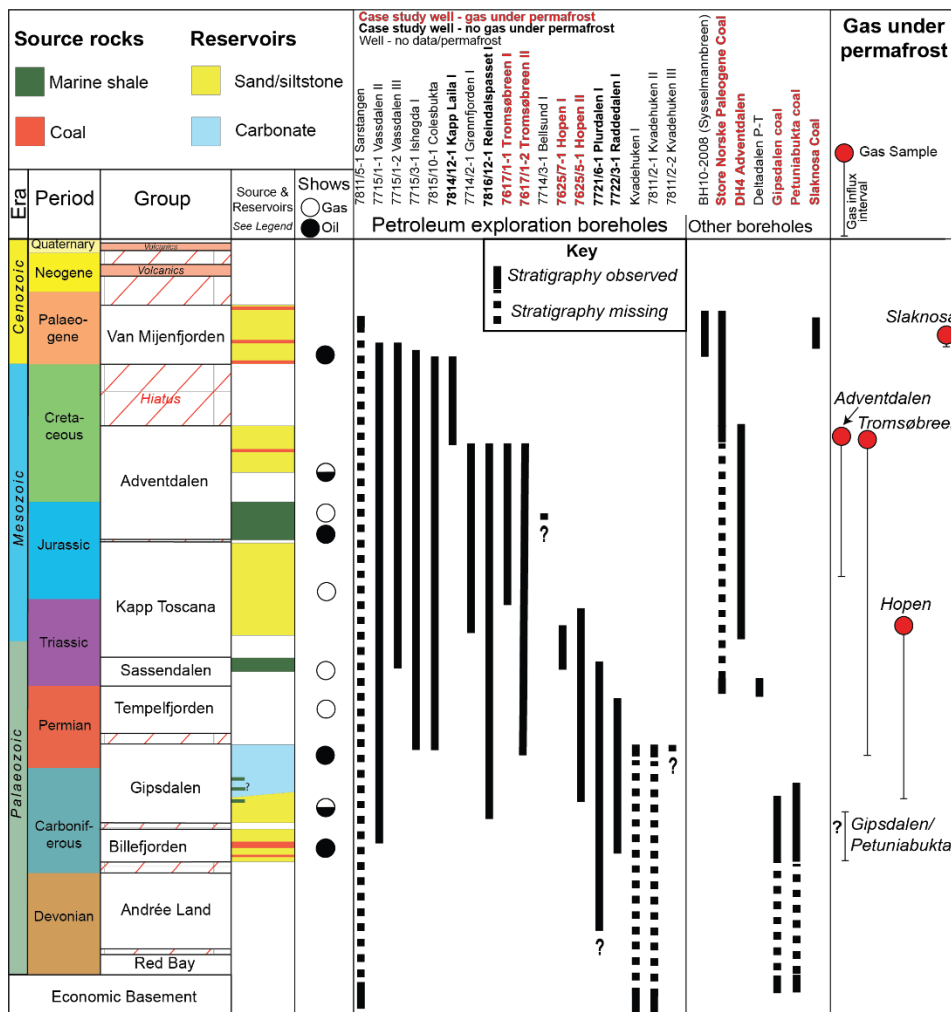 Source rocks
Reservoirs
Marine shale
Sand/siltstone
Coal
Carbonate
Case study well - gas under permafrost
Case study well - no gas under permafrost
Well - no data/permafrost
7811/5-1 Sarstangen
7715/1-1 Vassdalen II
7715/1-2 Vassdalen III
7715/3-1 Ishøgda I
7815/10-1 Colesbukta
7814/12-1 Kapp Laila I
7714/2-1 Grønnfjorden I
7816/12-1 Reindalspasset I
7617/1-1 Tromsøbreen I
7617/1-2 Tromsøbreen II
7714/3-1 Bellsund I
7625/7-1 Hopen I
7625/5-1 Hopen II
7721/6-1 Plurdalen I
7722/3-1 Raddedalen I
Kvadehuken I
7811/2-1 Kvadehuken II
7811/2-2 Kvadehuken III
BH10-2008 (Sysselmannbreen)
Store Norske Paleogene Coal
DH4 Adventdalen
Deltadalen P-T
Gipsdalen coal
Petuniabukta coal
Slaknosa Coal
Gas under
permafrost
Gas Sample
Gas influx
interval
Era
Period
Group
Source &
Reservoirs
See Legend
Shows
Gas
Oil
Petroleum exploration boreholes
Other boreholes
Key
Stratigraphy observed
Stratigraphy missing
Cenozoic
Mesozoic
Palaeozoic
Quaternary
Neogene
Palaeo-
gene
Creta-
ceous
Jurassic
Triassic
Permian
Carbonif-
erous
Devonian
Volcanics
Volcanics
Van Mijenfjorden
Hiatus
Adventdalen
Kapp Toscana
Sassendalen
Tempelfjorden
Gipsdalen
Billefjorden
Andrée Land
Red Bay
Economic Basement
?
?
?
?
Slaknosa
Adventdalen
Tromsøbreen
Hopen
?
Gipsdalen/
Petuniabukta